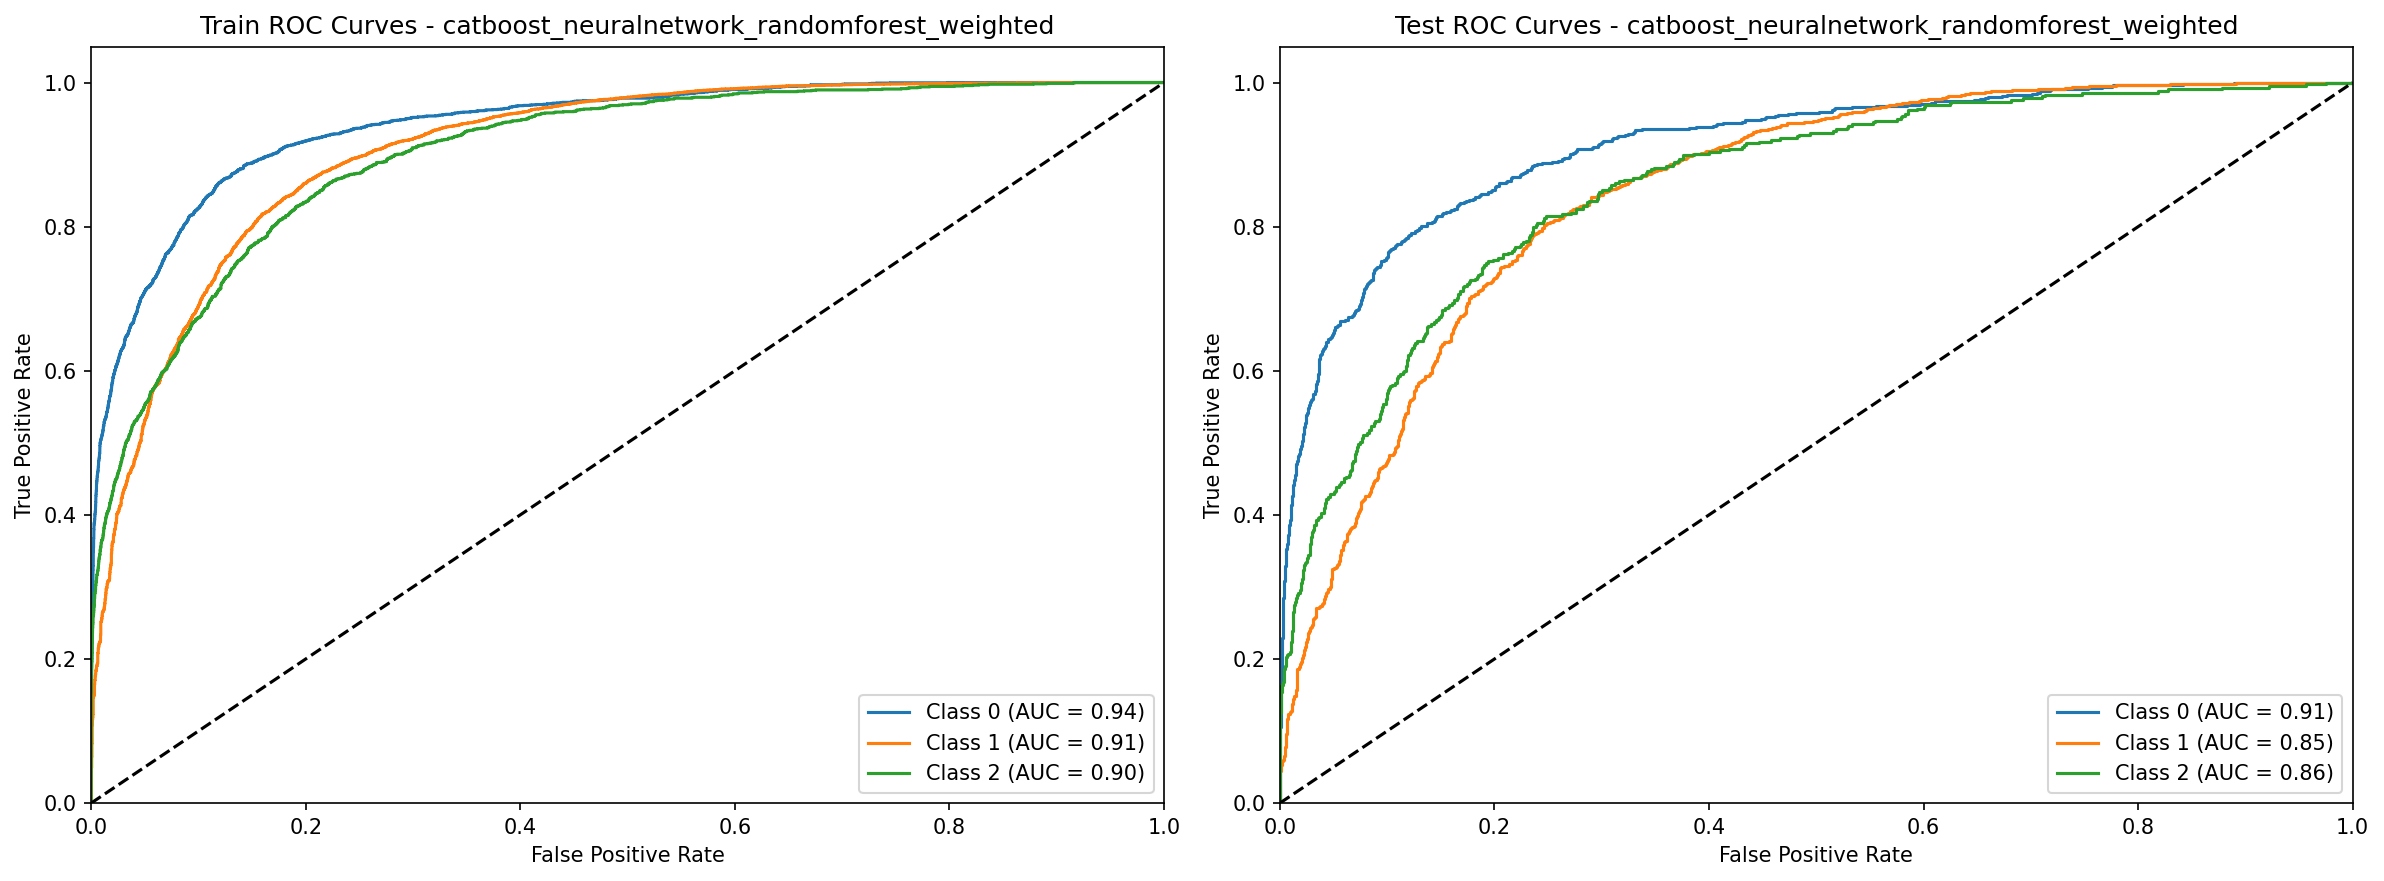 Train ROC Curves - catboost_neuralnetwork_randomforest_weighted
True Positive Rate
1.0
0.8
0.6
0.4
0.2
0.0
0.0 0.2 0.4 0.6 0.8 1.0
False Positive Rate
Class 0 (AUC = 0.94)
Class 1 (AUC = 0.91)
Class 2 (AUC = 0.90)
Test ROC Curves - catboost_neuralnetwork_randomforest_weighted
True Positive Rate
1.0
0.8
0.6
0.4
0.2
0.0
0.0 0.2 0.4 0.6 0.8 1.0
False Positive Rate
Class 0 (AUC = 0.91)
Class 1 (AUC = 0.85)
Class 2 (AUC = 0.86)